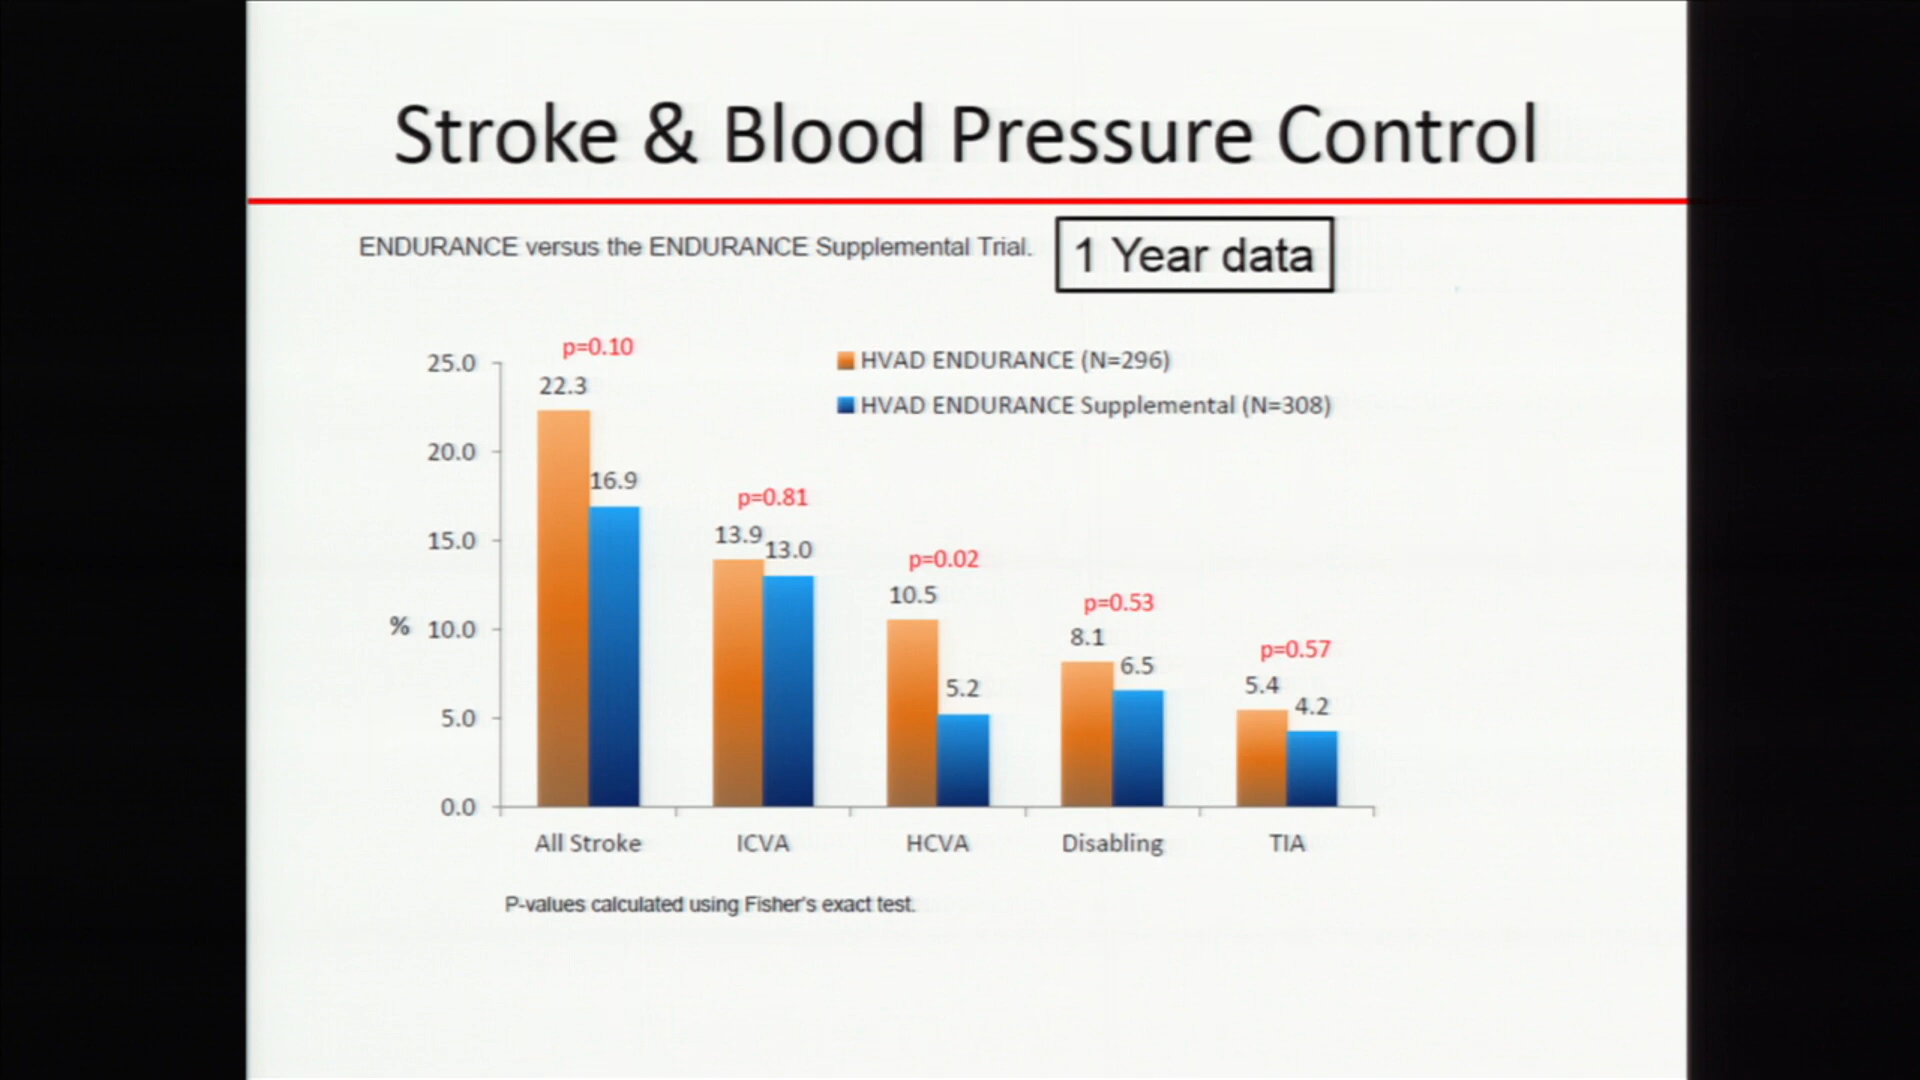 Stroke & Blood Pressure Control
ENDURANCE versus the ENDURANCE Supplemental Trial.
1 Year data
HVAD ENDURANCE (N=296)
HVAD ENDURANCE Supplemental (N=308)
%
25.0
20.0
15.0
10.0
5.0
0.0
p=0.10
22.3
16.9
p=0.81
13.9
13.0
p=0.02
10.5
5.2
p=0.53
8.1
6.5
p=0.57
5.4
4.2
All Stroke
ICVA
HCVA
Disabling
TIA
P-values calculated using Fisher's exact test.